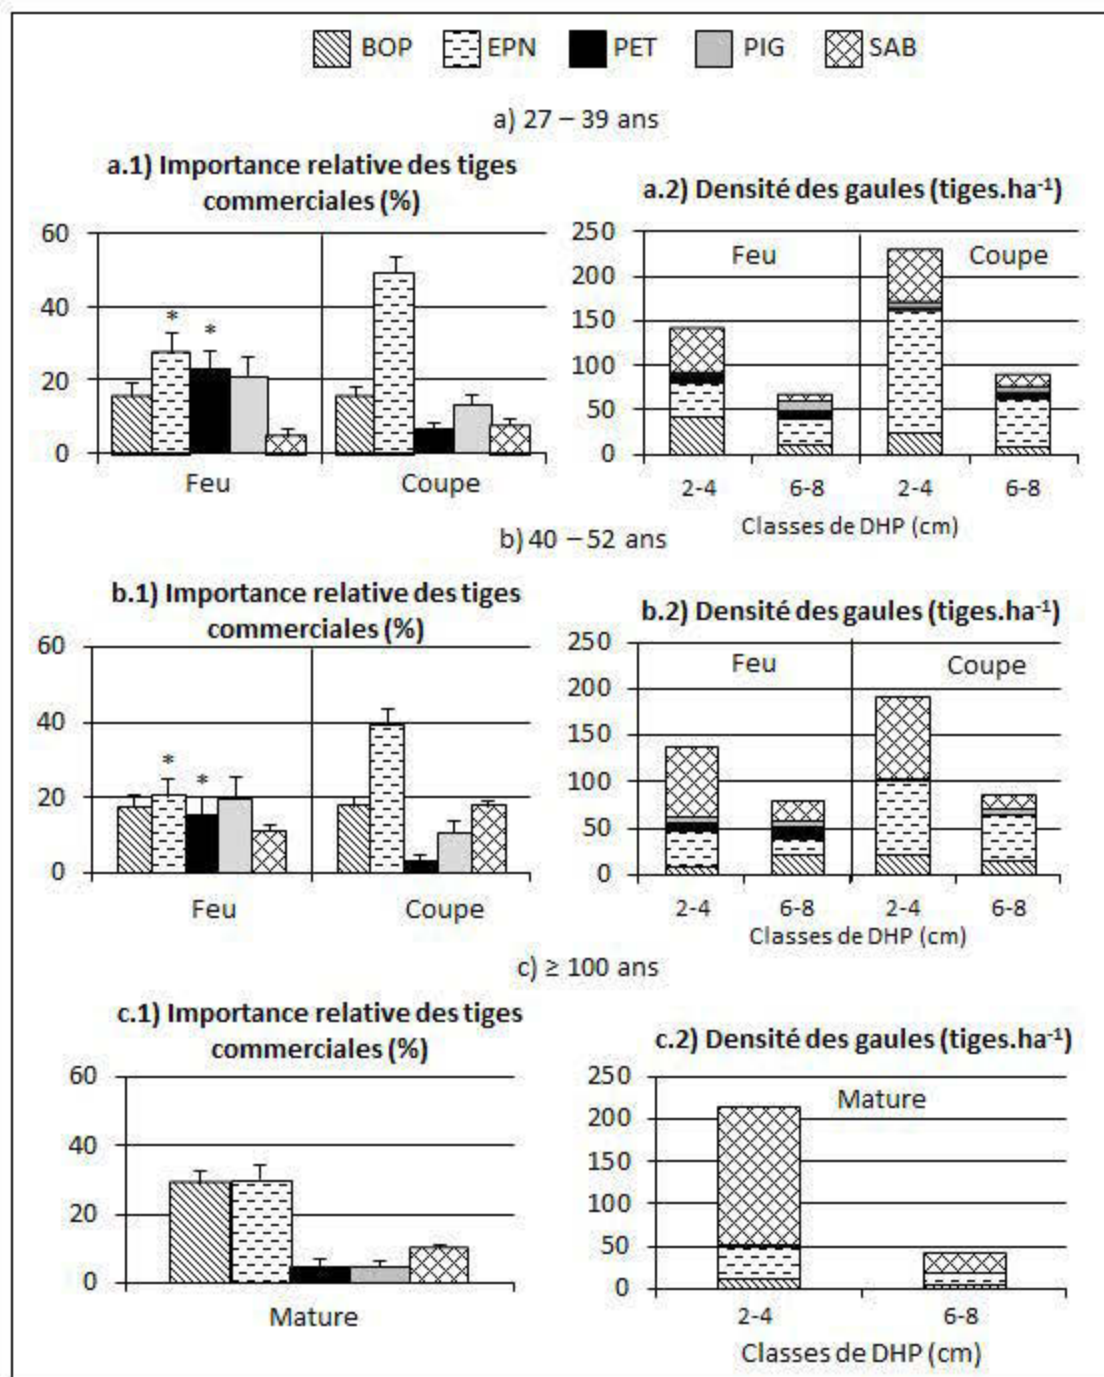 BOP EPN PET PIG SAB
a) 27 – 39 ans
a.1) Importance relative des tiges
commerciales (%)
60
40
20
0
* *
Feu Coupe
a.2) Densité des gaules (tiges.ha⁻¹)
250
200
150
100
50
0
Feu Coupe
2-4 6-8 2-4 6-8
Classes de DHP (cm)
b) 40 – 52 ans
b.1) Importance relative des tiges
commerciales (%)
60
40
20
0
* *
Feu Coupe
b.2) Densité des gaules (tiges.ha⁻¹)
250
200
150
100
50
0
Feu Coupe
2-4 6-8 2-4 6-8
Classes de DHP (cm)
c) ≥ 100 ans
c.1) Importance relative des tiges
commerciales (%)
60
40
20
0
Mature
c.2) Densité des gaules (tiges.ha⁻¹)
250
200
150
100
50
0
Mature
2-4 6-8
Classes de DHP (cm)